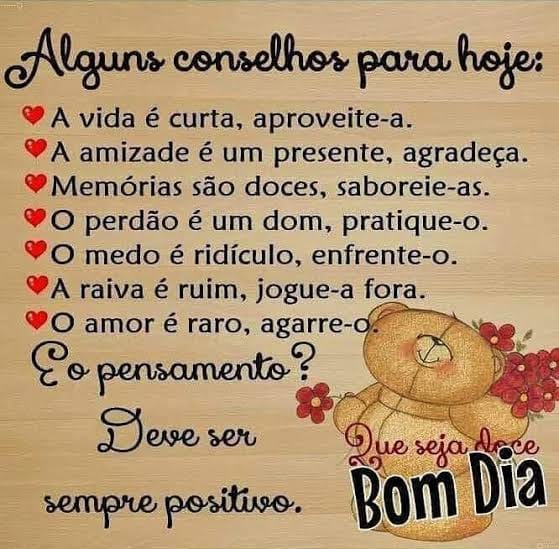 Alguns conselhos para hoje:
A vida é curta, aproveite-a.
A amizade é um presente, agradeça.
Memórias são doces, saboreie-as.
O perdão é um dom, pratique-o.
O medo é ridículo, enfrente-o.
A raiva é ruim, jogue-a fora.
O amor é raro, agarre-o.
E o pensamento?
Deve ser
sempre positivo.
Que seja doce
Bom Dia